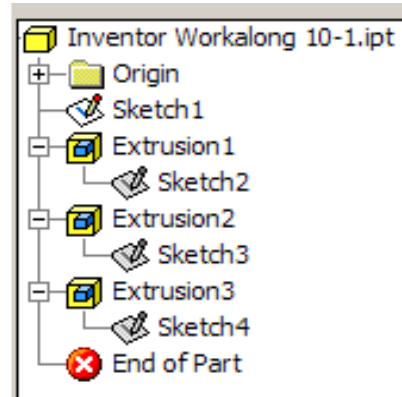 Inventor Workalong 10-1.ipt
Origin
Sketch1
Extrusion1
Sketch2
Extrusion2
Sketch3
Extrusion3
Sketch4
End of Part